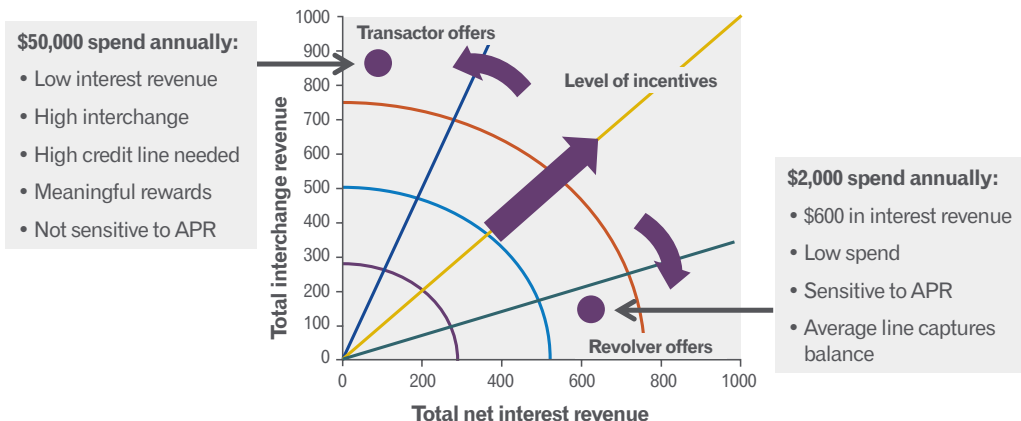 $50,000 spend annually:
• Low interest revenue
• High interchange
• High credit line needed
• Meaningful rewards
• Not sensitive to APR
Total interchange revenue
1000
900
800
700
600
500
400
300
200
100
0
Transactor offers
Level of incentives
Revolver offers
0
200
400
600
800
1000
Total net interest revenue
$2,000 spend annually:
• $600 in interest revenue
• Low spend
• Sensitive to APR
• Average line captures
balance